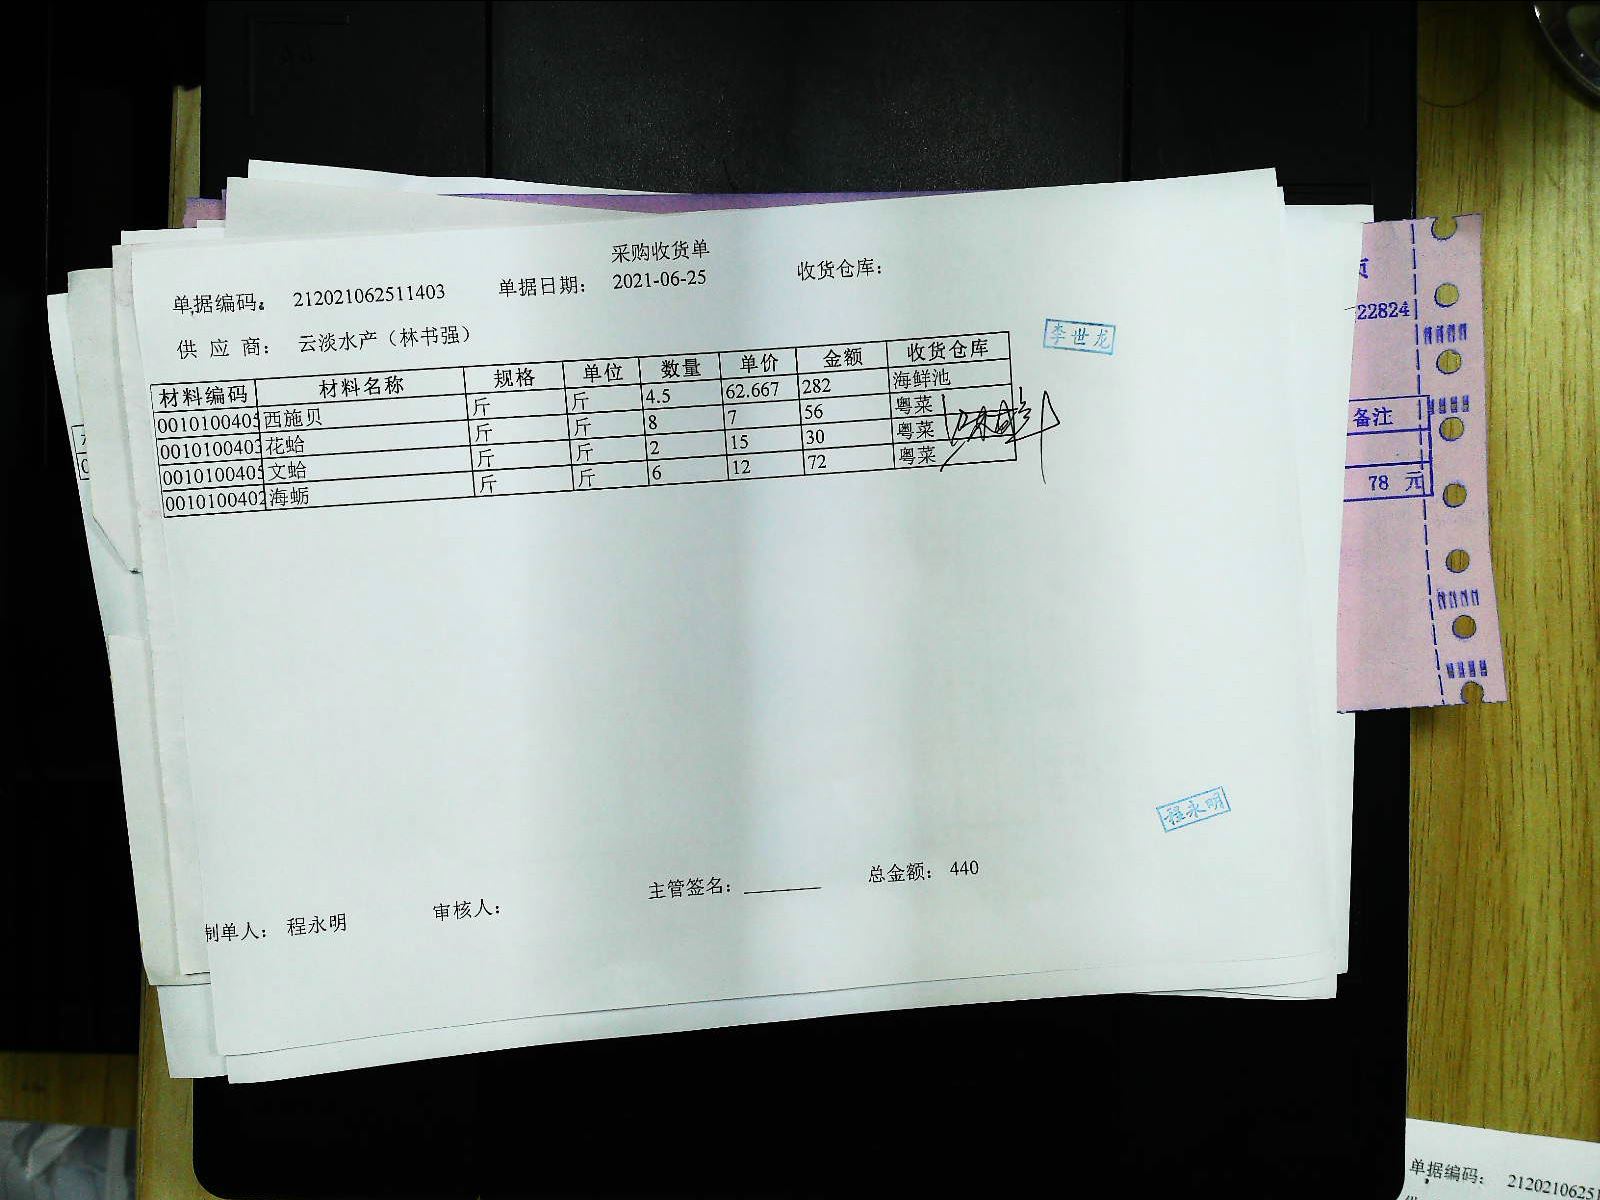 采购收货单
单据编码： 212021062511403 单据日期： 2021-06-25 收货仓库：
供 应 商： 云淡水产（林书强）
李世龙
材料编码 材料名称 规格 单位 数量 单价 金额 收货仓库
0010100405 西施贝 斤 斤 4.5 62.667 282 海鲜池
0010100403 花蛤 斤 斤 8 7 56 粤菜
0010100405 文蛤 斤 斤 2 15 30 粤菜
0010100402 海蛎 斤 斤 6 12 72 粤菜
程永明
制单人： 程永明 审核人： 主管签名： 总金额： 440
22824
备注
78 元
单据编码： 2120210625